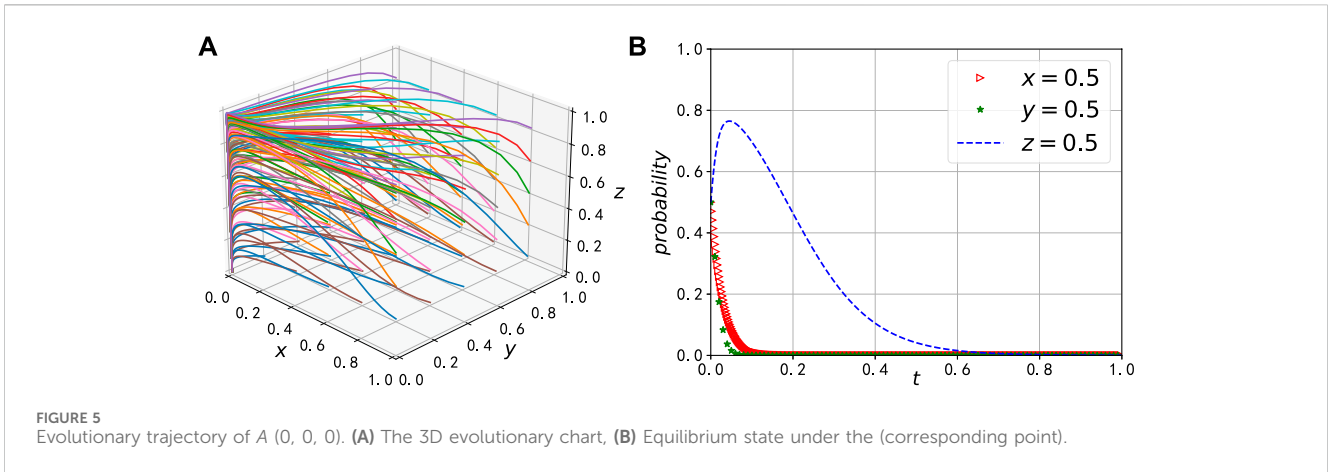 A
0. 0
0. 2
0. 4
0. 6
0. 8
1. 0
x
0. 0
0. 2
0. 4
0. 6
0. 8
1. 0
y
0. 0
0. 2
0. 4
0. 6
0. 8
1. 0
z
B
1. 0
0. 8
0. 6
0. 4
0. 2
0. 0
probability
0. 0
0. 2
0. 4
0. 6
0. 8
1. 0
t
x = 0.5
y = 0.5
z = 0.5
FIGURE 5
Evolutionary trajectory of A (0, 0, 0). (A) The 3D evolutionary chart, (B) Equilibrium state under the (corresponding point).